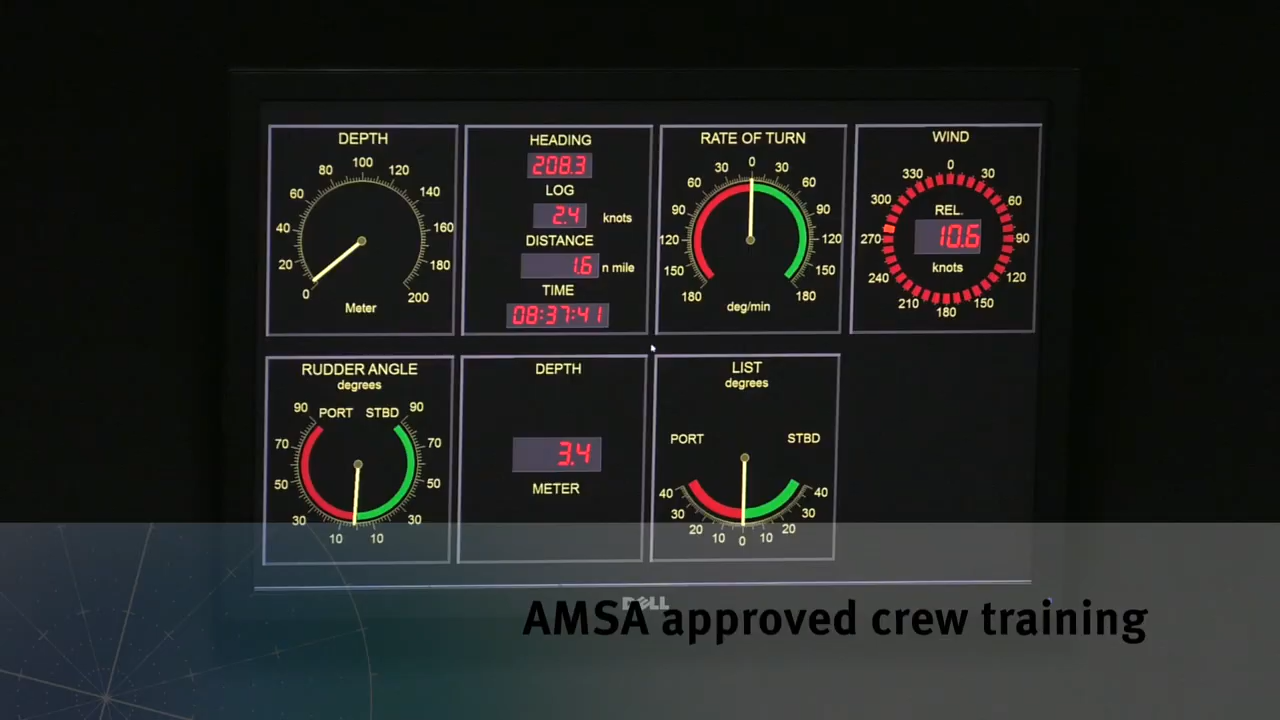 DEPTH
0 20 40 60 80 100 120 140 160 180 200
Meter
HEADING
208.3
LOG
2.4 knots
DISTANCE
1.6 n mile
TIME
08:37:41
RATE OF TURN
180 150 120 90 60 30 0 30 60 90 120 150 180
deg/min
WIND
0 30 60 90 120 150 180 210 240 270 300 330
REL.
10.6
knots
RUDDER ANGLE
degrees
PORT STBD
90 70 50 30 10 10 30 50 70 90
DEPTH
3.4
METER
LIST
degrees
PORT STBD
40 30 20 10 0 10 20 30 40
DELL
AMSA approved crew training